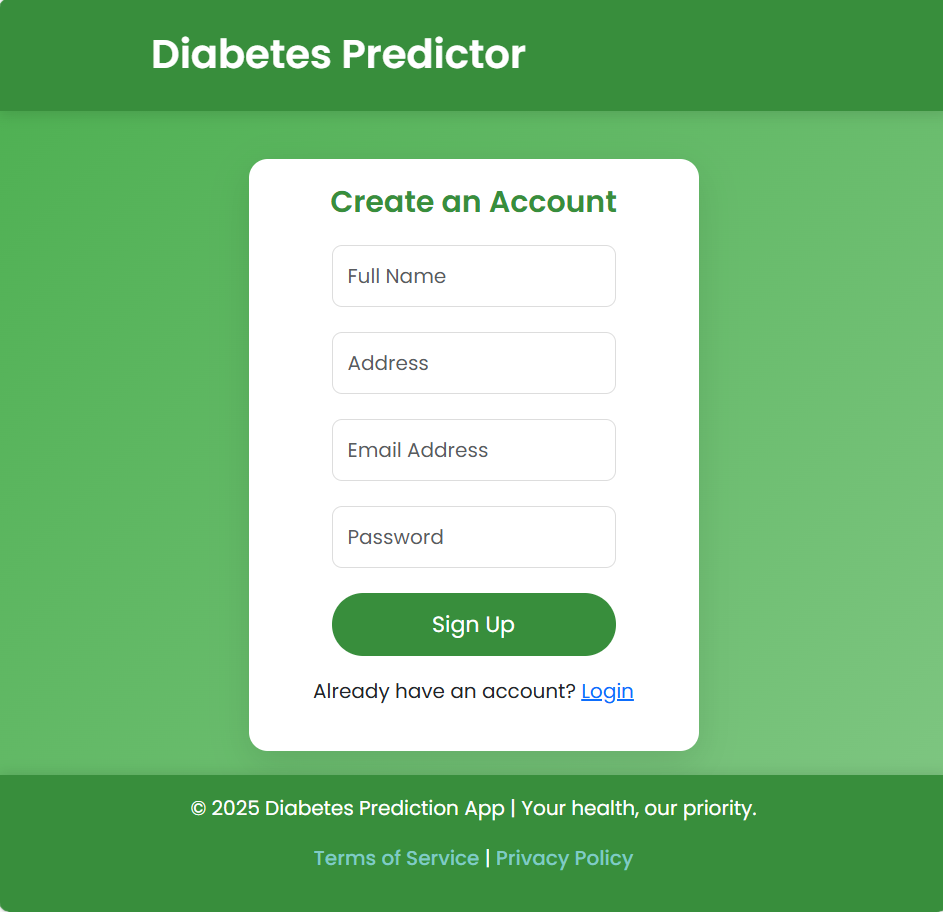 Diabetes Predictor
Create an Account
Full Name
Address
Email Address
Password
Sign Up
Already have an account? Login
© 2025 Diabetes Prediction App | Your health, our priority.
Terms of Service | Privacy Policy